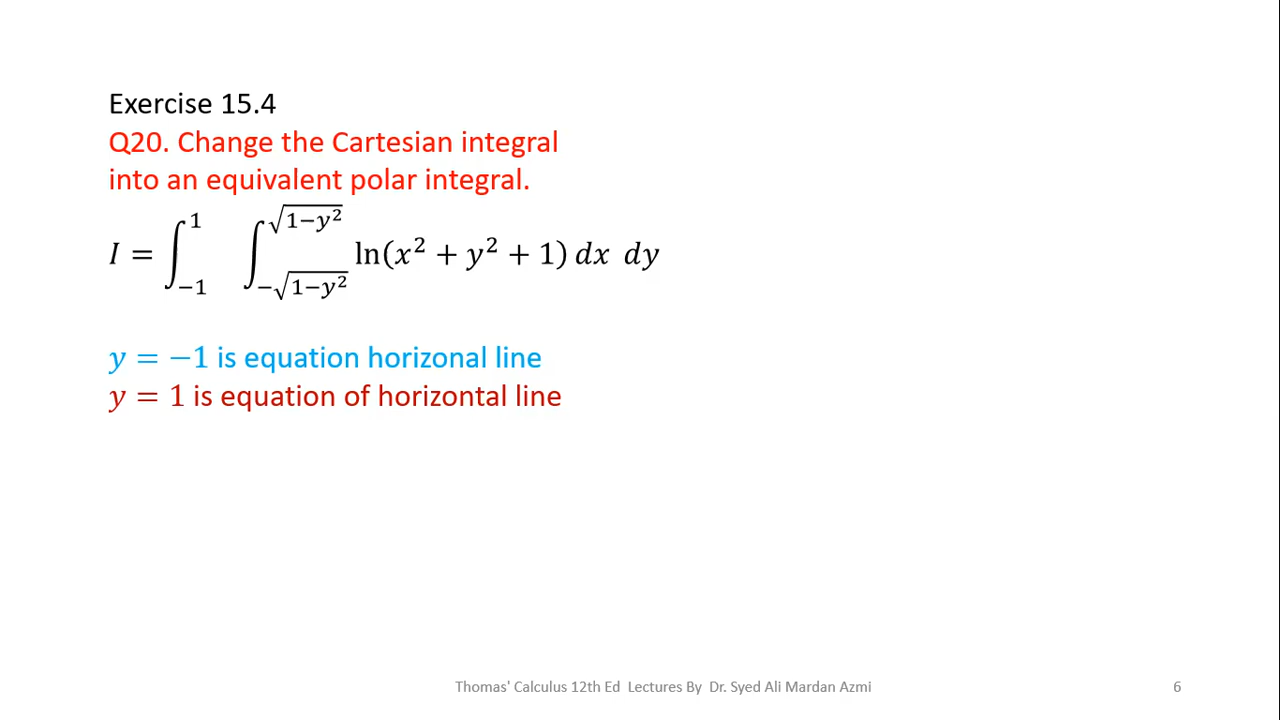 Exercise 15.4
Q20. Change the Cartesian integral
into an equivalent polar integral.
I = ∫_{−1}^{1} ∫_{−√(1−y²)}^{√(1−y²)} ln(x² + y² + 1) dx dy
y = −1 is equation horizonal line
y = 1 is equation of horizontal line
Thomas' Calculus 12th Ed Lectures By Dr. Syed Ali Mardan Azmi
6